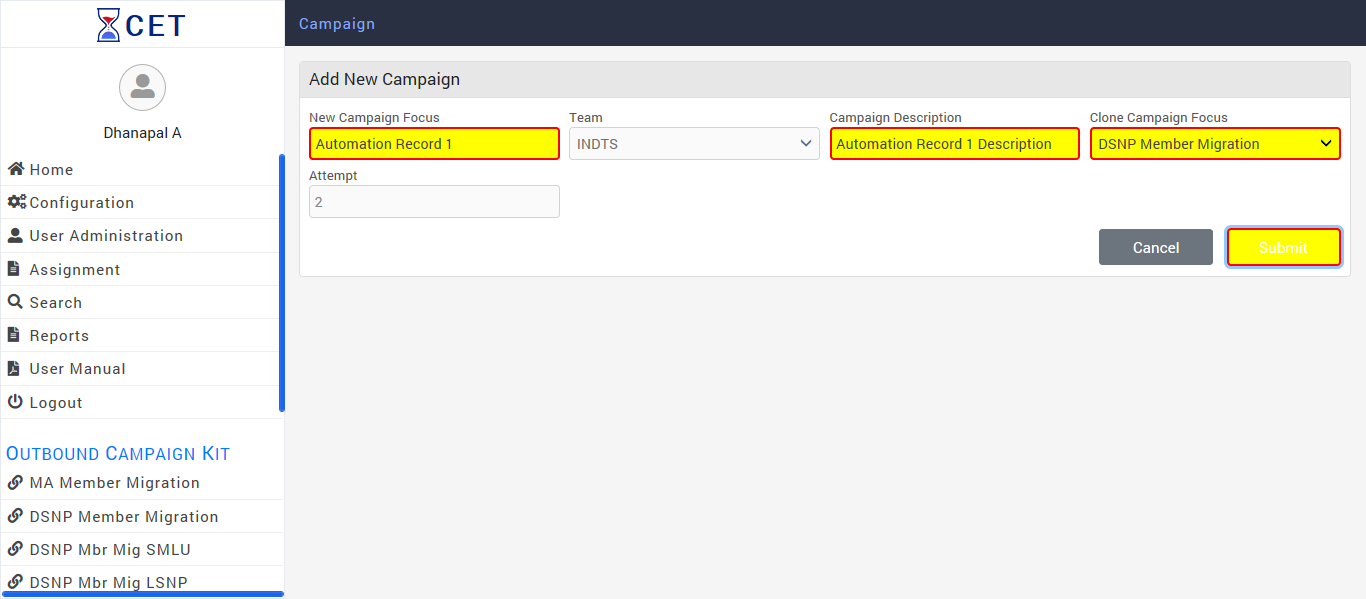 CET
Campaign
Dhanapal A
Home
Configuration
User Administration
Assignment
Search
Reports
User Manual
Logout
OUTBOUND CAMPAIGN KIT
MA Member Migration
DSNP Member Migration
DSNP Mbr Mig SMLU
DSNP Mbr Mig LSNP
Add New Campaign
New Campaign Focus
Team
Campaign Description
Clone Campaign Focus
Automation Record 1
INDTS
Automation Record 1 Description
DSNP Member Migration
Attempt
2
Cancel
Submit